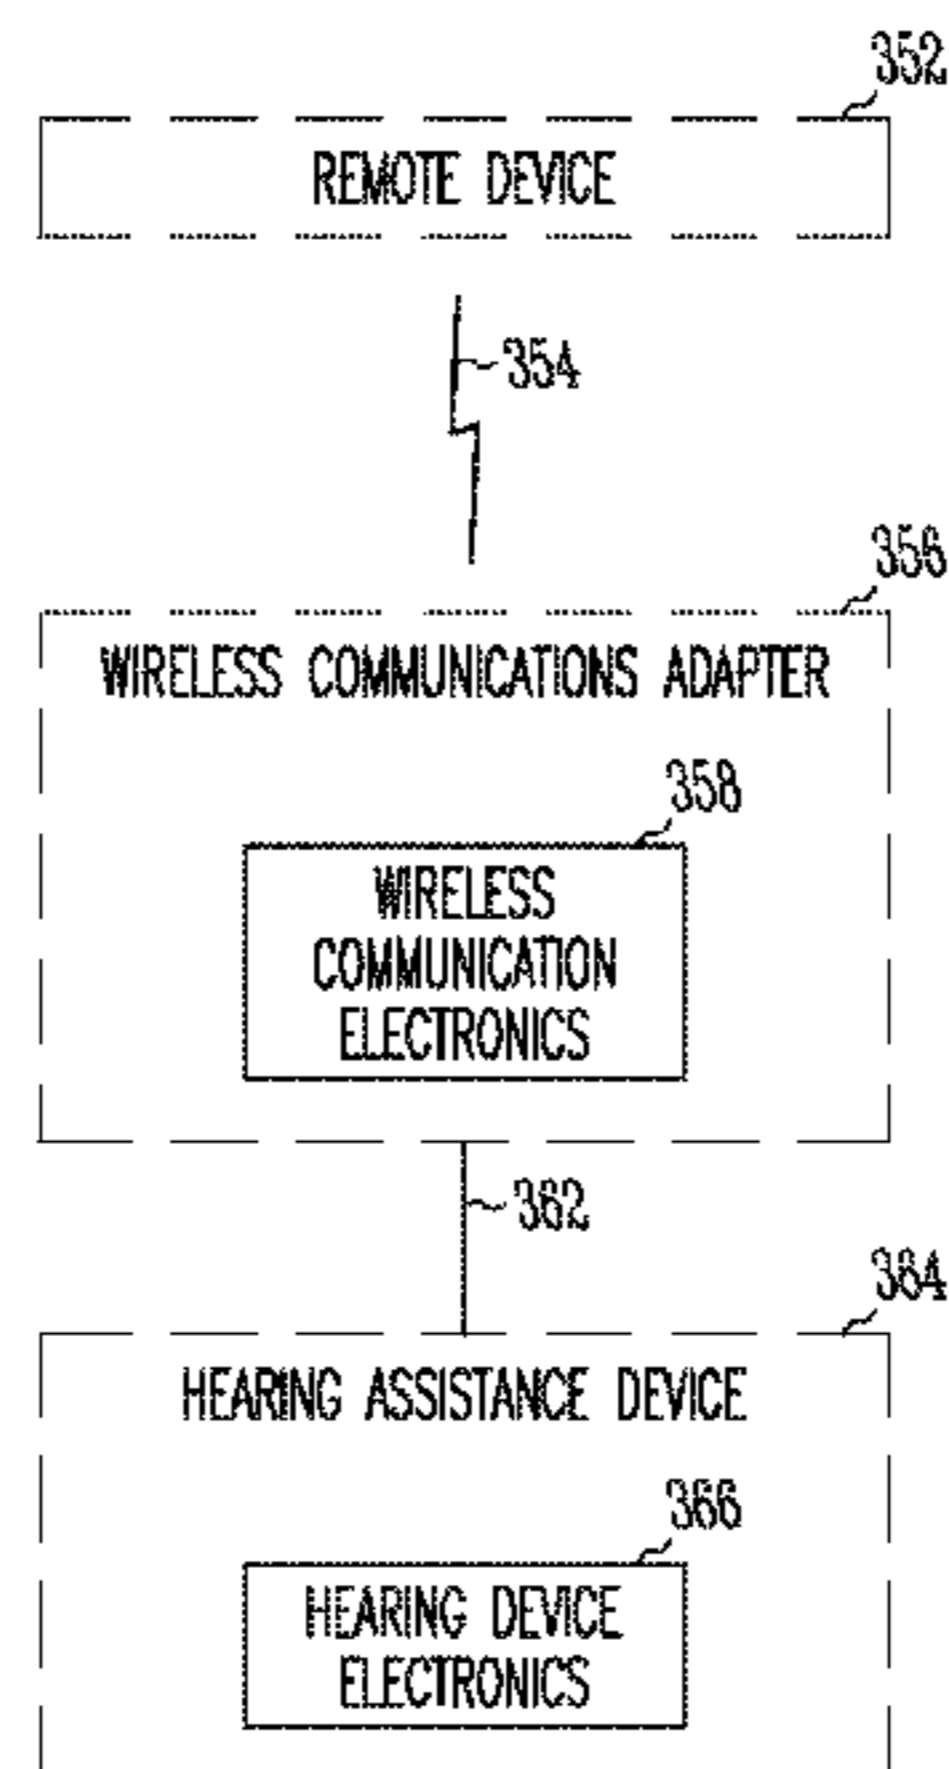 352
REMOTE DEVICE
354
356
WIRELESS COMMUNICATIONS ADAPTER
358
WIRELESS
COMMUNICATION
ELECTRONICS
362
364
HEARING ASSISTANCE DEVICE
366
HEARING DEVICE
ELECTRONICS